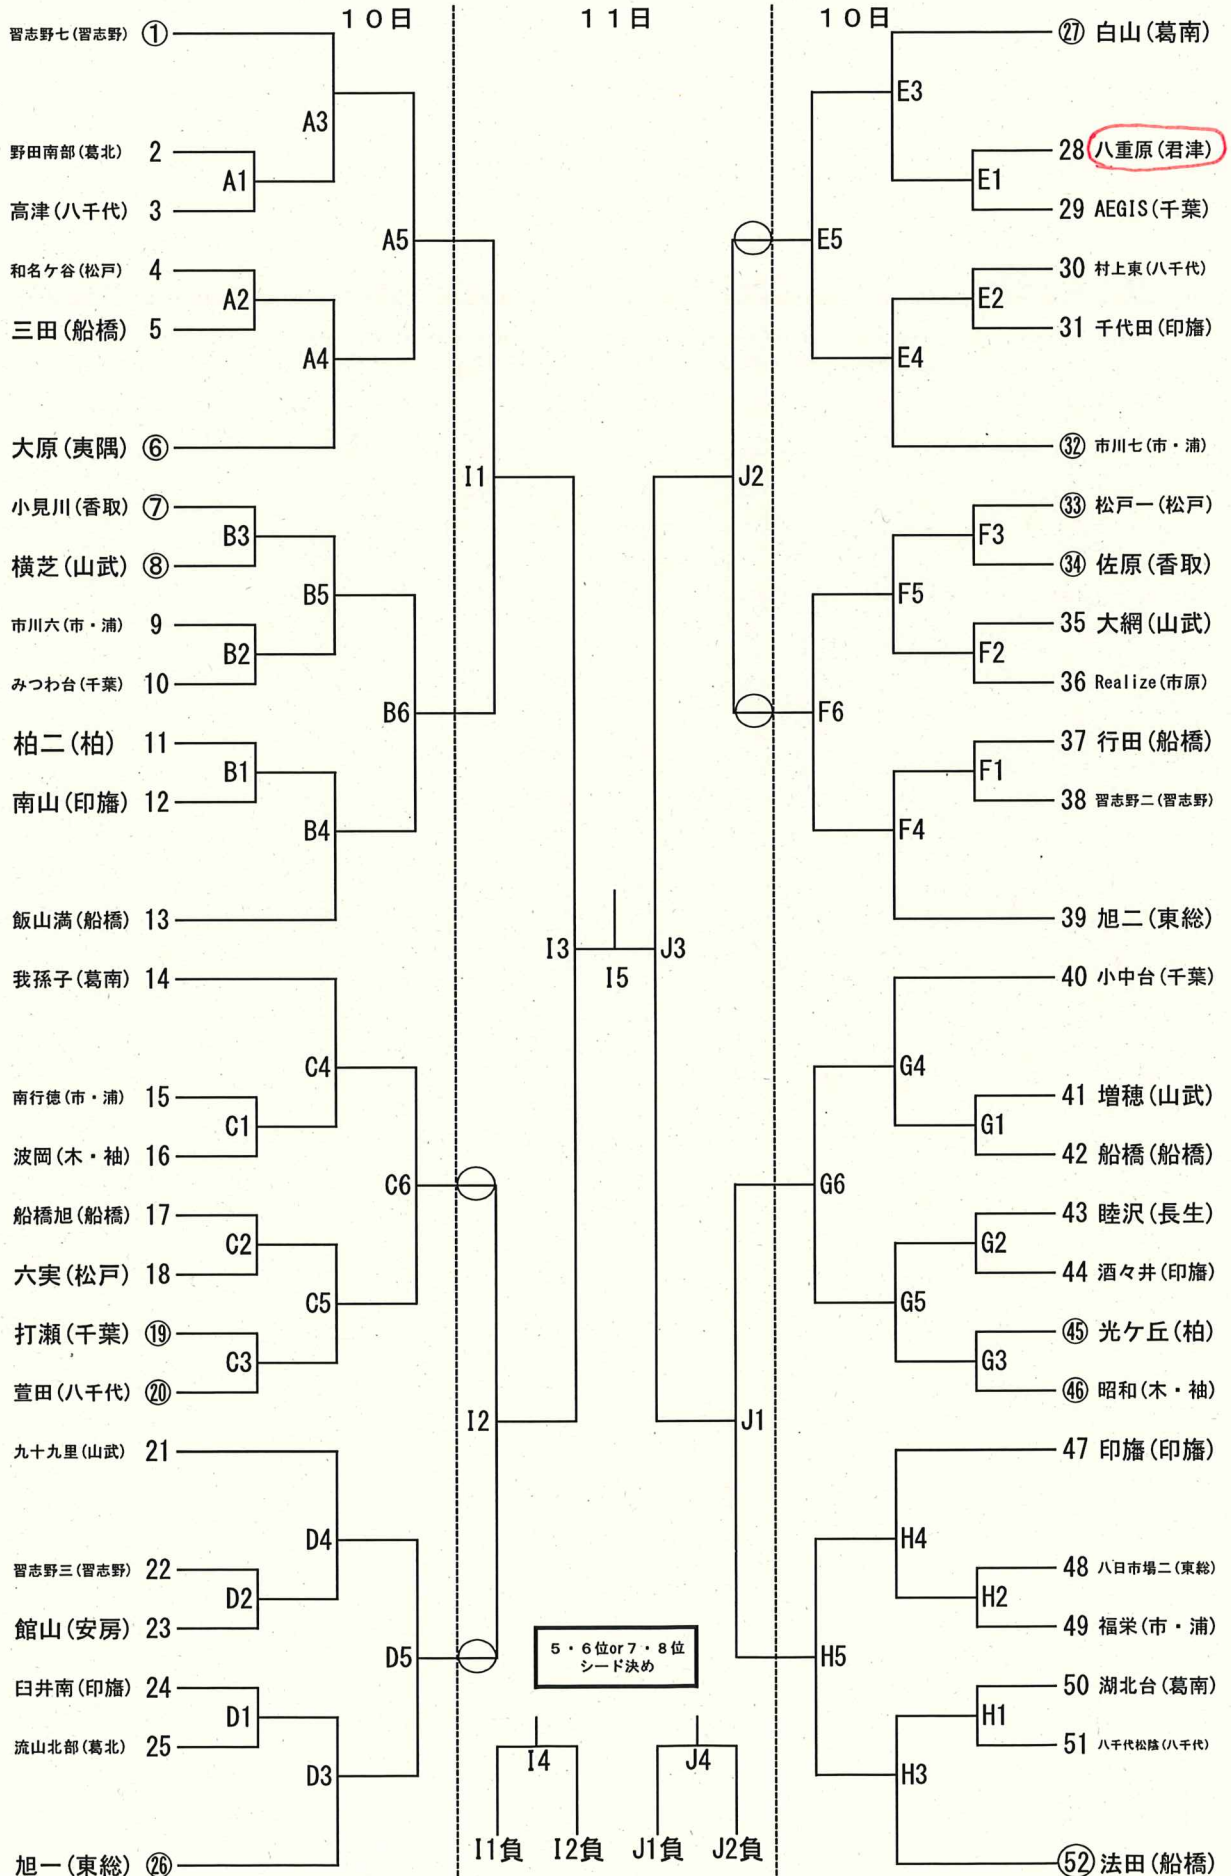 10日
11日
10日
習志野七(習志野) ①
野田南部(葛北) 2
高津(八千代) 3
和名ケ谷(松戸) 4
三田(船橋) 5
大原(夷隅) ⑥
小見川(香取) ⑦
横芝(山武) ⑧
市川六(市・浦) 9
みつわ台(千葉) 10
柏二(柏) 11
南山(印旛) 12
飯山満(船橋) 13
我孫子(葛南) 14
南行徳(市・浦) 15
波岡(木・袖) 16
船橋旭(船橋) 17
六実(松戸) 18
打瀬(千葉) ⑲
萱田(八千代) ⑳
九十九里(山武) 21
習志野三(習志野) 22
館山(安房) 23
臼井南(印旛) 24
流山北部(葛北) 25
旭一(東総) ㉖
A3
A1
A5
A2
A4
I1
B3
B5
B2
B6
B1
B4
I3
I5
J3
C4
C1
C6
C2
C5
C3
I2
D4
D2
D5
D1
D3
5・6位or7・8位
シード決め
I4
J4
I1負
I2負
J1負
J2負
E3
E1
E5
E2
E4
J2
F3
F5
F2
F6
F1
F4
G4
G1
G6
G2
G5
G3
J1
H4
H2
H5
H1
H3
㉗ 白山(葛南)
28 八重原(君津)
29 AEGIS(千葉)
30 村上東(八千代)
31 千代田(印旛)
㉜ 市川七(市・浦)
㉝ 松戸一(松戸)
㉞ 佐原(香取)
35 大網(山武)
36 Realize(市原)
37 行田(船橋)
38 習志野二(習志野)
39 旭二(東総)
40 小中台(千葉)
41 増穂(山武)
42 船橋(船橋)
43 睦沢(長生)
44 酒々井(印旛)
㊺ 光ケ丘(柏)
㊻ 昭和(木・袖)
47 印旛(印旛)
48 八日市場二(東総)
49 福栄(市・浦)
50 湖北台(葛南)
51 八千代松陰(八千代)
52 法田(船橋)